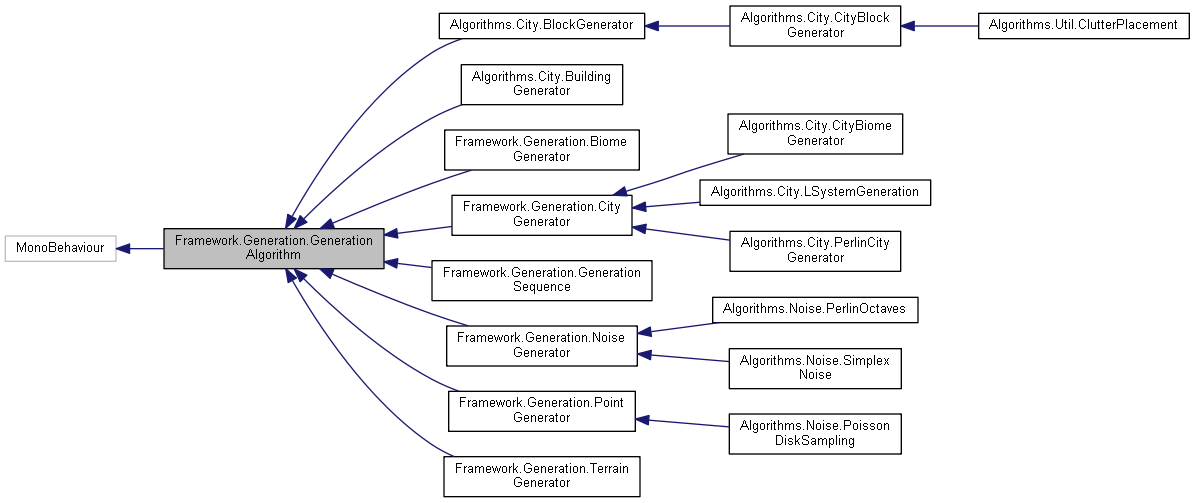 MonoBehaviour
Framework.Generation.Generation
Algorithm
Algorithms.City.BlockGenerator
Algorithms.City.CityBlock
Generator
Algorithms.Util.ClutterPlacement
Algorithms.City.Building
Generator
Framework.Generation.Biome
Generator
Framework.Generation.City
Generator
Algorithms.City.CityBiome
Generator
Algorithms.City.LSystemGeneration
Algorithms.City.PerlinCity
Generator
Framework.Generation.Generation
Sequence
Framework.Generation.Noise
Generator
Algorithms.Noise.PerlinOctaves
Algorithms.Noise.Simplex
Noise
Framework.Generation.Point
Generator
Algorithms.Noise.Poisson
DiskSampling
Framework.Generation.Terrain
Generator